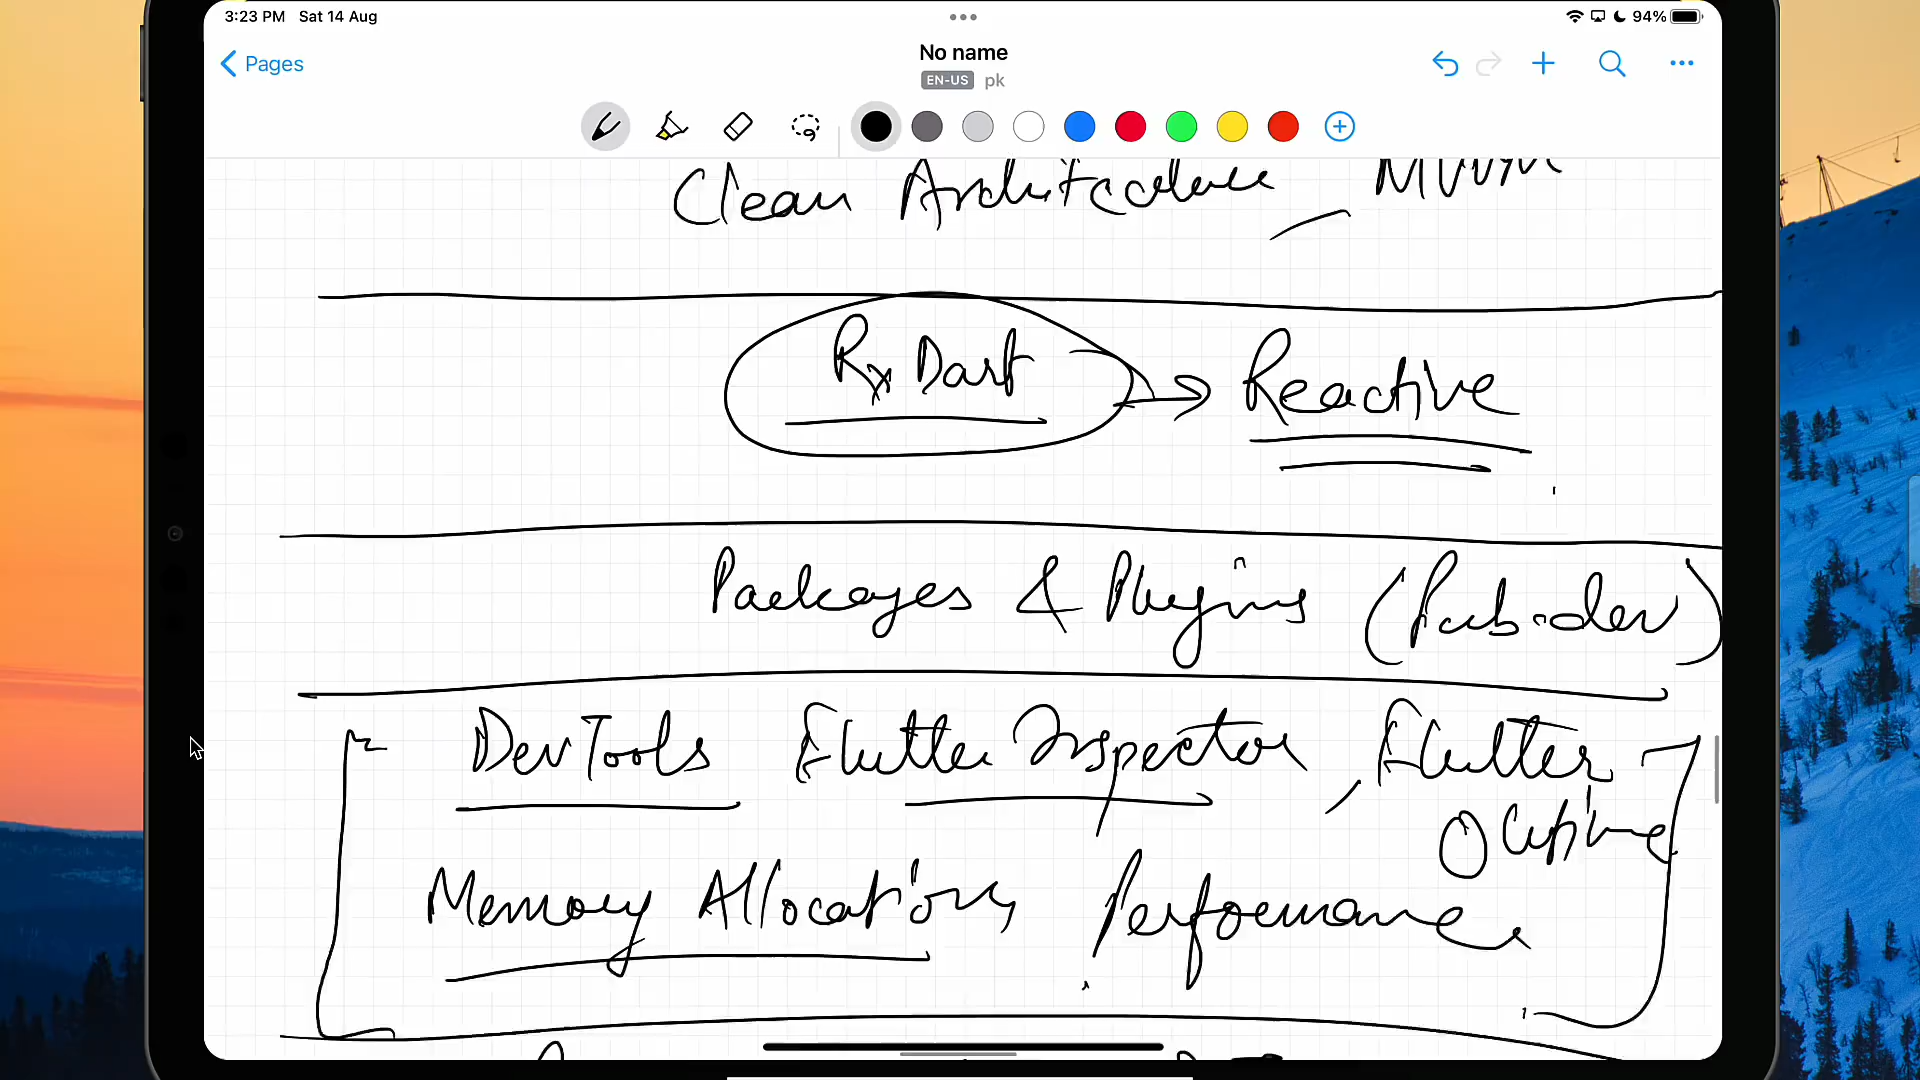 3:23 PM Sat 14 Aug
94%
Pages
No name
EN-US pk
Clean Architecture, MVVM
Rx Dart → Reactive
Packages & Plugins (Pub.dev)
DevTools Flutter Inspector, Flutter
Outline
Memory Allocations Performance